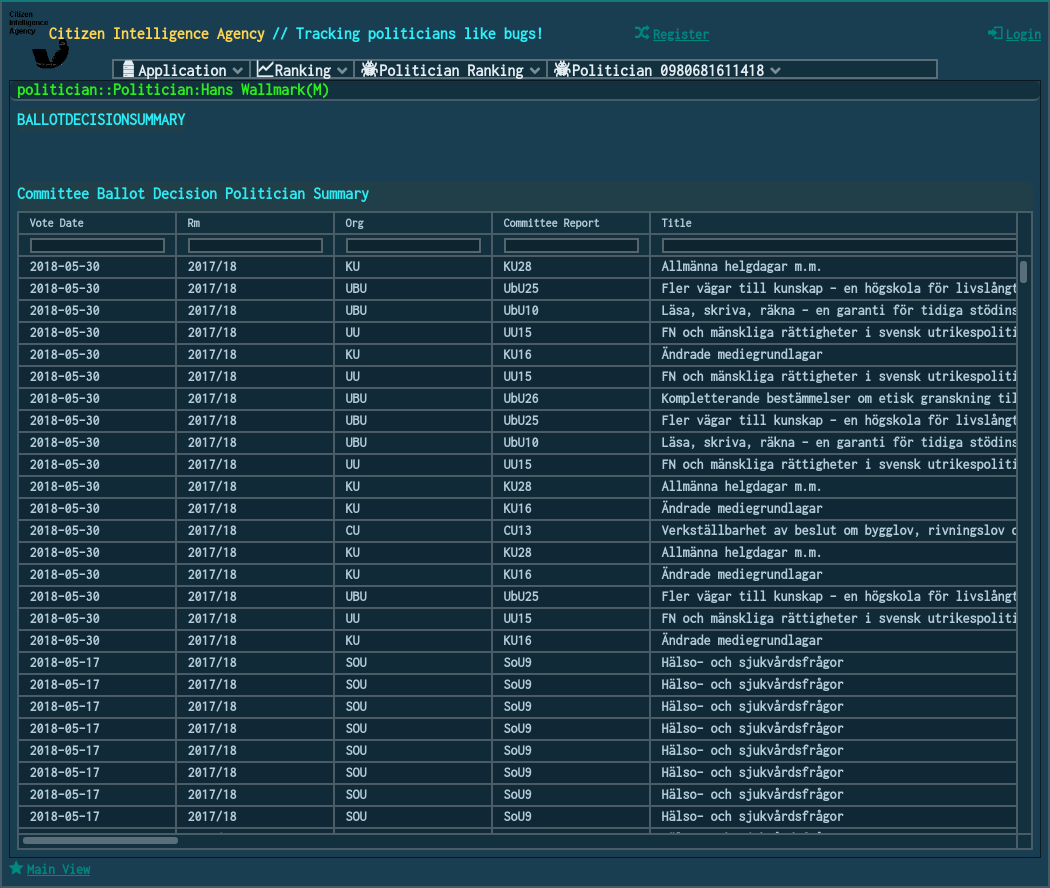 Citizen
Intelligence
Agency
Citizen Intelligence Agency // Tracking politicians like bugs!
Register
Login
Application
Ranking
Politician Ranking
Politician 0980681611418
politician::Politician:Hans Wallmark(M)
BALLOTDECISIONSUMMARY
Committee Ballot Decision Politician Summary
Vote Date Rm Org Committee Report Title
2018-05-30 2017/18 KU KU28 Allmänna helgdagar m.m.
2018-05-30 2017/18 UBU UbU25 Fler vägar till kunskap – en högskola för livslångt
2018-05-30 2017/18 UBU UbU10 Läsa, skriva, räkna – en garanti för tidiga stödins
2018-05-30 2017/18 UU UU15 FN och mänskliga rättigheter i svensk utrikespoliti
2018-05-30 2017/18 KU KU16 Ändrade mediegrundlagar
2018-05-30 2017/18 UU UU15 FN och mänskliga rättigheter i svensk utrikespoliti
2018-05-30 2017/18 UBU UbU26 Kompletterande bestämmelser om etisk granskning til
2018-05-30 2017/18 UBU UbU25 Fler vägar till kunskap – en högskola för livslångt
2018-05-30 2017/18 UBU UbU10 Läsa, skriva, räkna – en garanti för tidiga stödins
2018-05-30 2017/18 UU UU15 FN och mänskliga rättigheter i svensk utrikespoliti
2018-05-30 2017/18 KU KU28 Allmänna helgdagar m.m.
2018-05-30 2017/18 KU KU16 Ändrade mediegrundlagar
2018-05-30 2017/18 CU CU13 Verkställbarhet av beslut om bygglov, rivningslov
2018-05-30 2017/18 KU KU28 Allmänna helgdagar m.m.
2018-05-30 2017/18 KU KU16 Ändrade mediegrundlagar
2018-05-30 2017/18 UBU UbU25 Fler vägar till kunskap – en högskola för livslångt
2018-05-30 2017/18 UU UU15 FN och mänskliga rättigheter i svensk utrikespoliti
2018-05-30 2017/18 KU KU16 Ändrade mediegrundlagar
2018-05-17 2017/18 SOU SoU9 Hälso- och sjukvårdsfrågor
2018-05-17 2017/18 SOU SoU9 Hälso- och sjukvårdsfrågor
2018-05-17 2017/18 SOU SoU9 Hälso- och sjukvårdsfrågor
2018-05-17 2017/18 SOU SoU9 Hälso- och sjukvårdsfrågor
2018-05-17 2017/18 SOU SoU9 Hälso- och sjukvårdsfrågor
2018-05-17 2017/18 SOU SoU9 Hälso- och sjukvårdsfrågor
2018-05-17 2017/18 SOU SoU9 Hälso- och sjukvårdsfrågor
2018-05-17 2017/18 SOU SoU9 Hälso- och sjukvårdsfrågor
Main View